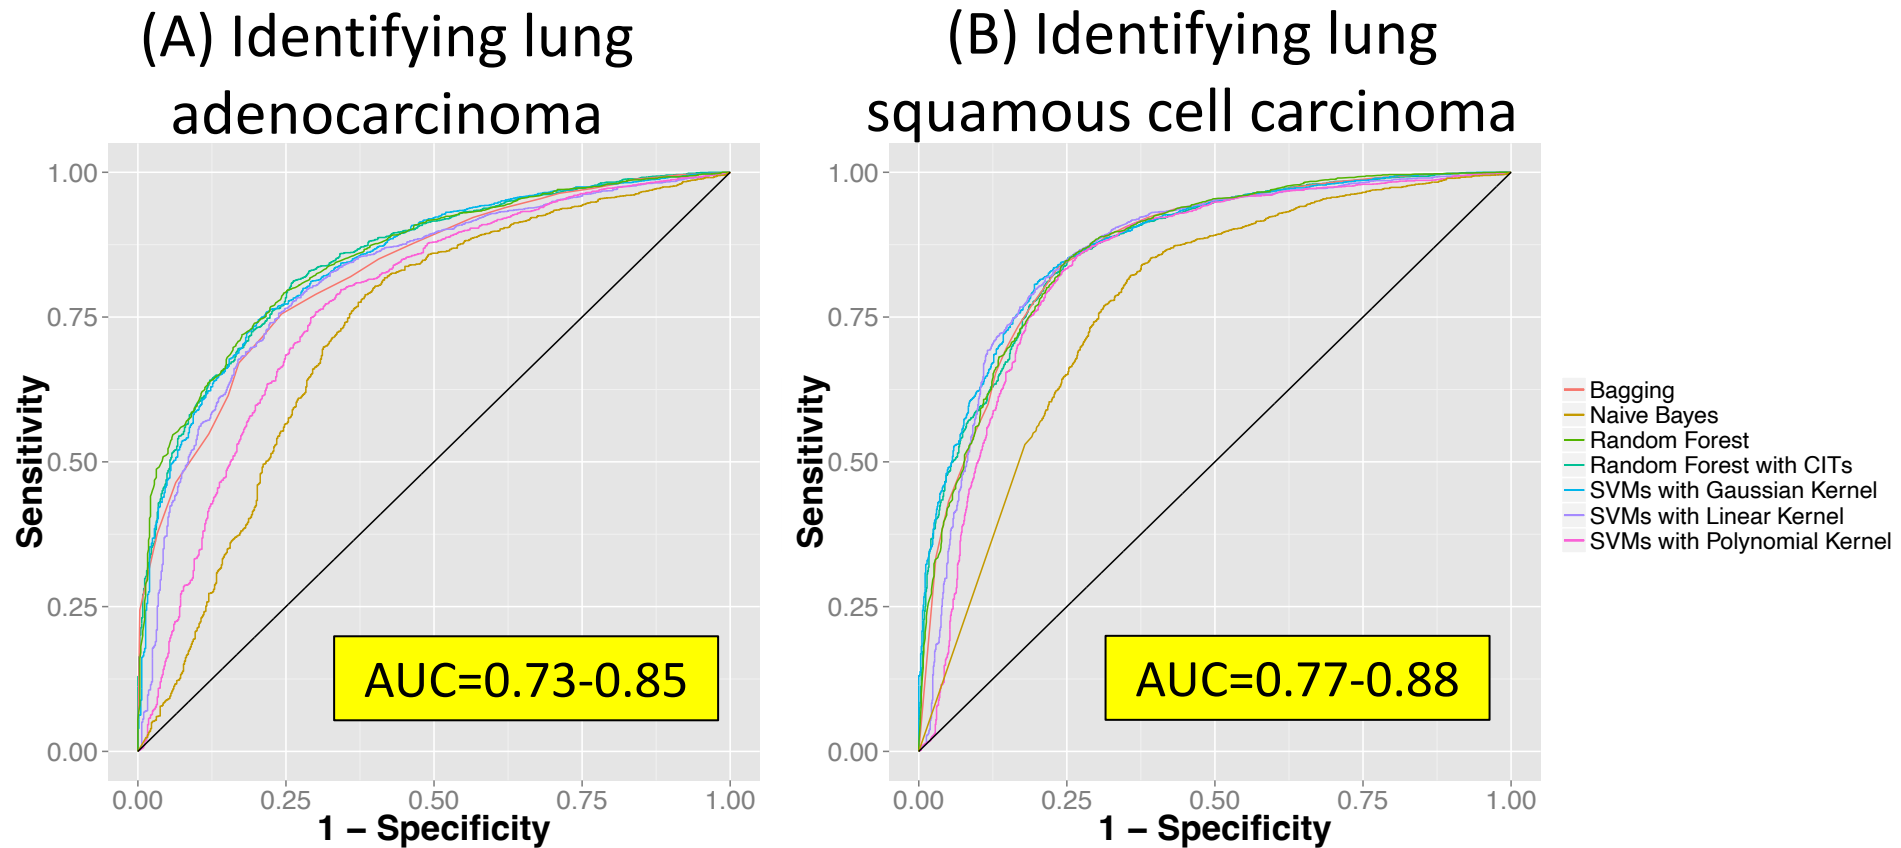 (A) Identifying lung
adenocarcinoma
1.00
0.75
0.50
0.25
0.00
Sensitivity
0.00 0.25 0.50 0.75 1.00
1 – Specificity
AUC=0.73-0.85
(B) Identifying lung
squamous cell carcinoma
1.00
0.75
0.50
0.25
0.00
Sensitivity
0.00 0.25 0.50 0.75 1.00
1 – Specificity
AUC=0.77-0.88
Bagging
Naive Bayes
Random Forest
Random Forest with CITs
SVMs with Gaussian Kernel
SVMs with Linear Kernel
SVMs with Polynomial Kernel